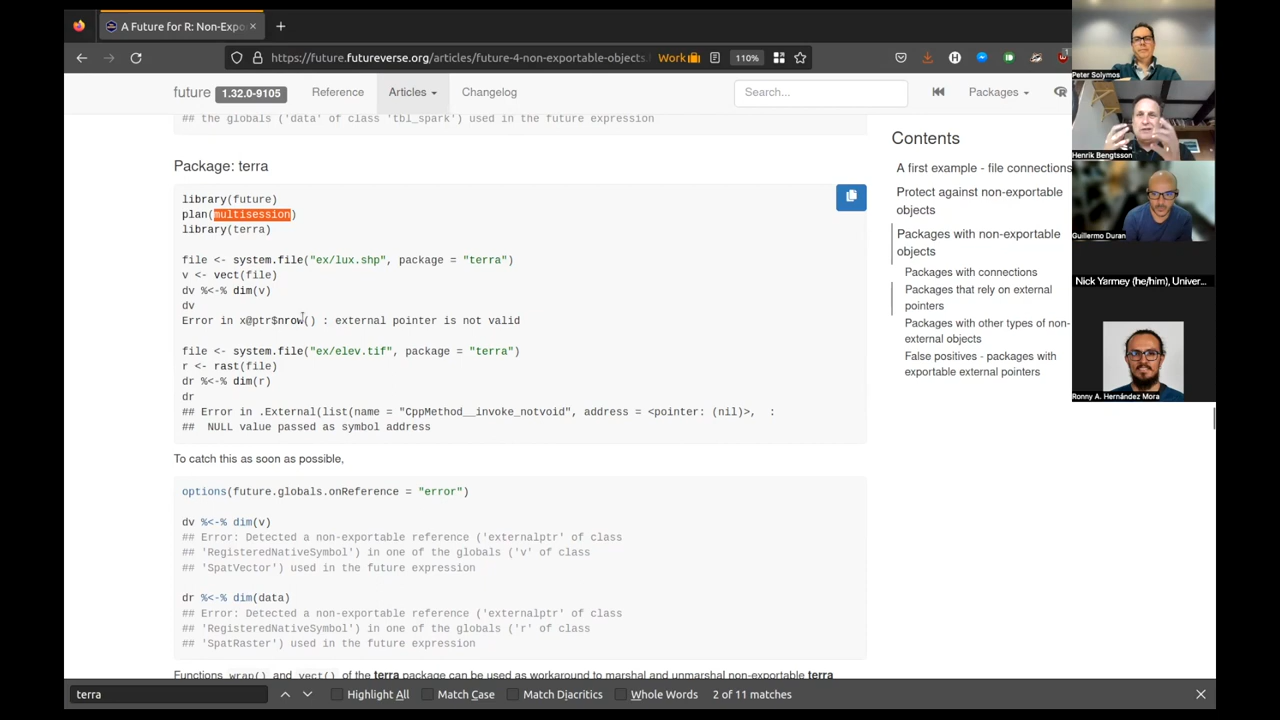 A Future for R: Non-Expo
https://future.futureverse.org/articles/future-4-non-exportable-objects.
Work
110%
future 1.32.0-9105 Reference Articles Changelog Search... Packages
## the globals ('data' of class 'tbl_spark') used in the future expression
Package: terra
library(future)
plan(multisession)
library(terra)
file <- system.file("ex/lux.shp", package = "terra")
v <- vect(file)
dv %<-% dim(v)
dv
Error in x@ptr$nrow() : external pointer is not valid
file <- system.file("ex/elev.tif", package = "terra")
r <- rast(file)
dr %<-% dim(r)
dr
## Error in .External(list(name = "CppMethod__invoke_notvoid", address = <pointer: (nil)>, :
## NULL value passed as symbol address
To catch this as soon as possible,
options(future.globals.onReference = "error")
dv %<-% dim(v)
## Error: Detected a non-exportable reference ('externalptr' of class
## 'RegisteredNativeSymbol') in one of the globals ('v' of class
## 'SpatVector') used in the future expression
dr %<-% dim(data)
## Error: Detected a non-exportable reference ('externalptr' of class
## 'RegisteredNativeSymbol') in one of the globals ('r' of class
## 'SpatRaster') used in the future expression
Functions wrap() and vect() of the terra package can be used as workaround to marshal and unmarshal non-exportable terra
Contents
A first example - file connections
Protect against non-exportable
objects
Packages with non-exportable
objects
Packages with connections
Packages that rely on external
pointers
Packages with other types of non-
external objects
False positives - packages with
exportable external pointers
Peter Solymos
Henrik Bengtsson
Guillermo Duran
Nick Yarmey (he/him), Univer...
Ronny A. Hernández Mora
terra
Highlight All
Match Case
Match Diacritics
Whole Words
2 of 11 matches